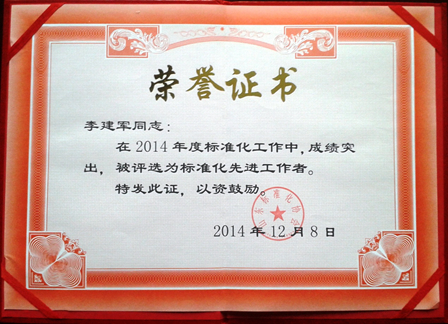 荣誉证书
李建军同志：
在2014年度标准化工作中，成绩突
出，被评选为标准化先进工作者。
特发此证，以资鼓励。
2014年12月8日